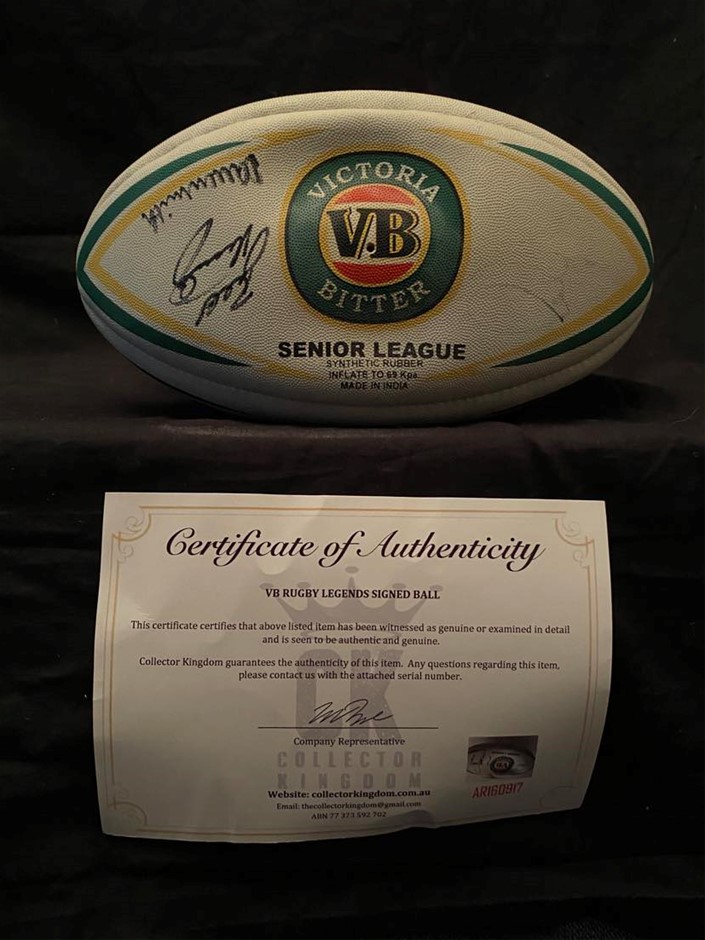 VICTORIA
VB
BITTER
SENIOR LEAGUE
SYNTHETIC RUBBER
INFLATE TO 69 Kpa
MADE IN INDIA
Certificate of Authenticity
VB RUGBY LEGENDS SIGNED BALL
This certificate certifies that above listed item has been witnessed as genuine or examined in detail
and is seen to be authentic and genuine.
Collector Kingdom guarantees the authenticity of this item. Any questions regarding this item,
please contact us with the attached serial number.
CK
Company Representative
COLLECTOR
KINGDOM
Website: collectorkingdom.com.au
Email: thecollectorkingdom@gmail.com
ABN 77 373 592 702
AR160917